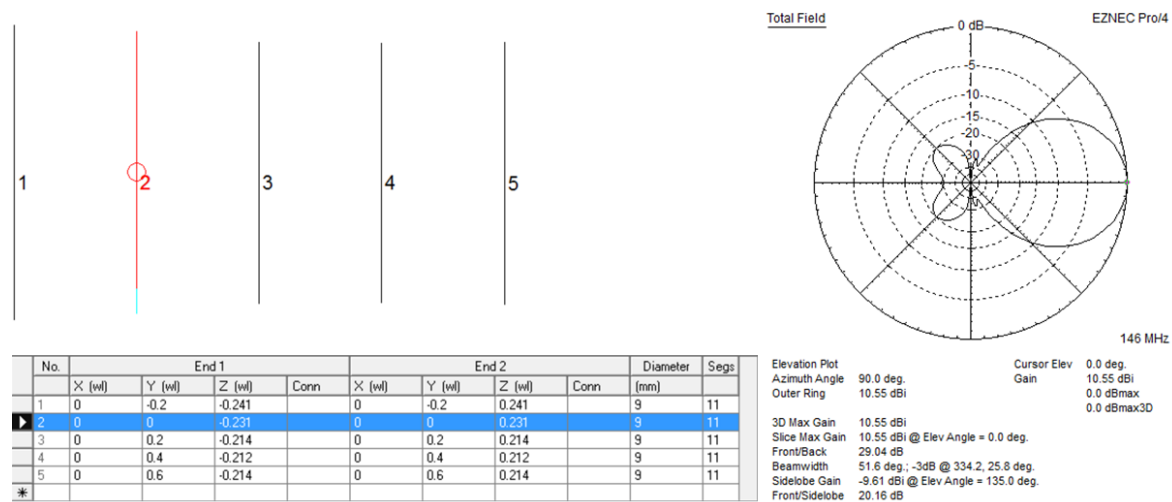 Total Field
EZNEC Pro/4
0 dB
-5
-10
-15
-20
-30
1
2
3
4
5
146 MHz
No. End 1 End 2 Diameter Segs
X (wl) Y (wl) Z (wl) Conn X (wl) Y (wl) Z (wl) Conn (mm)
1 0 -0.2 -0.241 0 -0.2 0.241 9 11
2 0 0 -0.231 0 0 0.231 9 11
3 0 0.2 -0.214 0 0.2 0.214 9 11
4 0 0.4 -0.212 0 0.4 0.212 9 11
5 0 0.6 -0.214 0 0.6 0.214 9 11
*
Elevation Plot Cursor Elev 0.0 deg.
Azimuth Angle 90.0 deg. Gain 10.55 dBi
Outer Ring 10.55 dBi 0.0 dBmax
0.0 dBmax3D
3D Max Gain 10.55 dBi
Slice Max Gain 10.55 dBi @ Elev Angle = 0.0 deg.
Front/Back 29.04 dB
Beamwidth 51.6 deg.; -3dB @ 334.2, 25.8 deg.
Sidelobe Gain -9.61 dBi @ Elev Angle = 135.0 deg.
Front/Sidelobe 20.16 dB